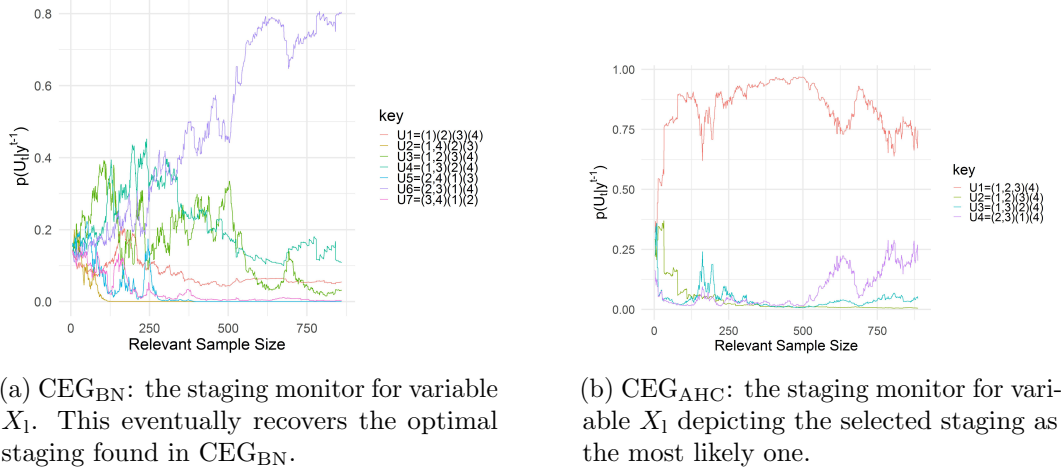 0.8
0.6
0.4
0.2
0.0
p(Uₜ|yᵗ⁻¹)
0 250 500 750
Relevant Sample Size
key
U1=(1)(2)(3)(4)
U2=(1,4)(2)(3)
U3=(1,2)(3)(4)
U4=(1,3)(2)(4)
U5=(2,4)(1)(3)
U6=(2,3)(1)(4)
U7=(3,4)(1)(2)
(a) CEG_BN: the staging monitor for variable
X_l. This eventually recovers the optimal
staging found in CEG_BN.
1.00
0.75
0.50
0.25
0.00
p(Uₜ|yᵗ⁻¹)
0 250 500 750
Relevant Sample Size
key
U1=(1,2,3)(4)
U2=(1,2)(3)(4)
U3=(1,3)(2)(4)
U4=(2,3)(1)(4)
(b) CEG_AHC: the staging monitor for vari-
able X_l depicting the selected staging as
the most likely one.